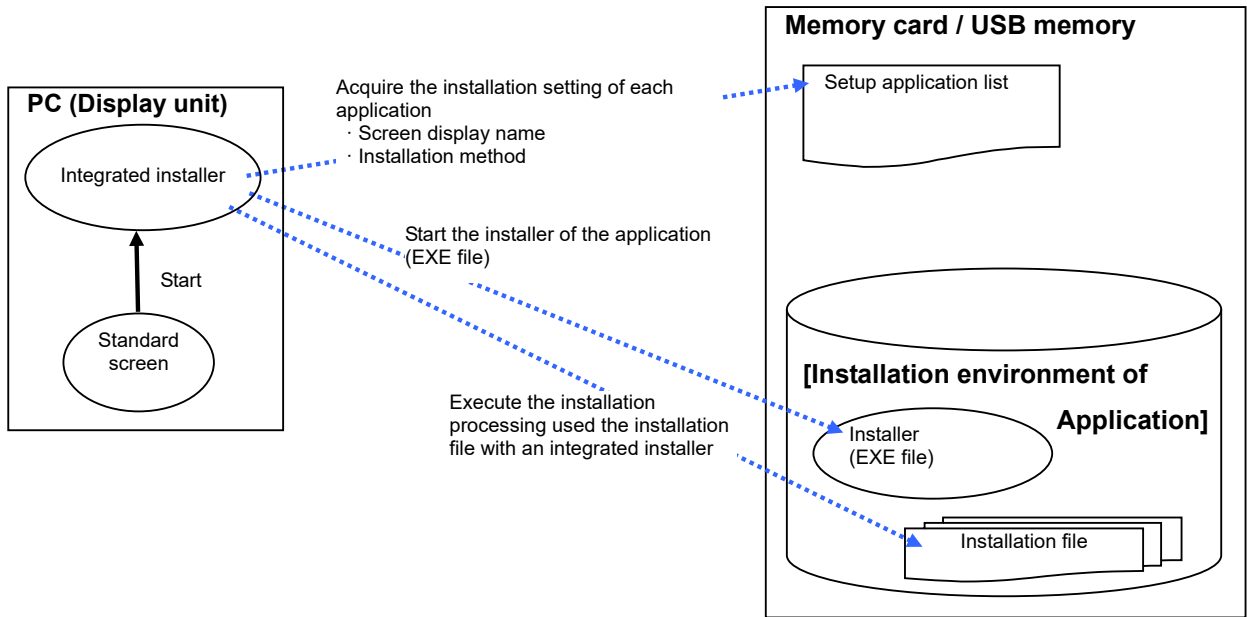 PC (Display unit)
Integrated installer
Start
Standard
screen
Acquire the installation setting of each
application
· Screen display name
· Installation method
Start the installer of the application
(EXE file)
Execute the installation
processing used the installation
file with an integrated installer
Memory card / USB memory
Setup application list
[Installation environment of
Application]
Installer
(EXE file)
Installation file